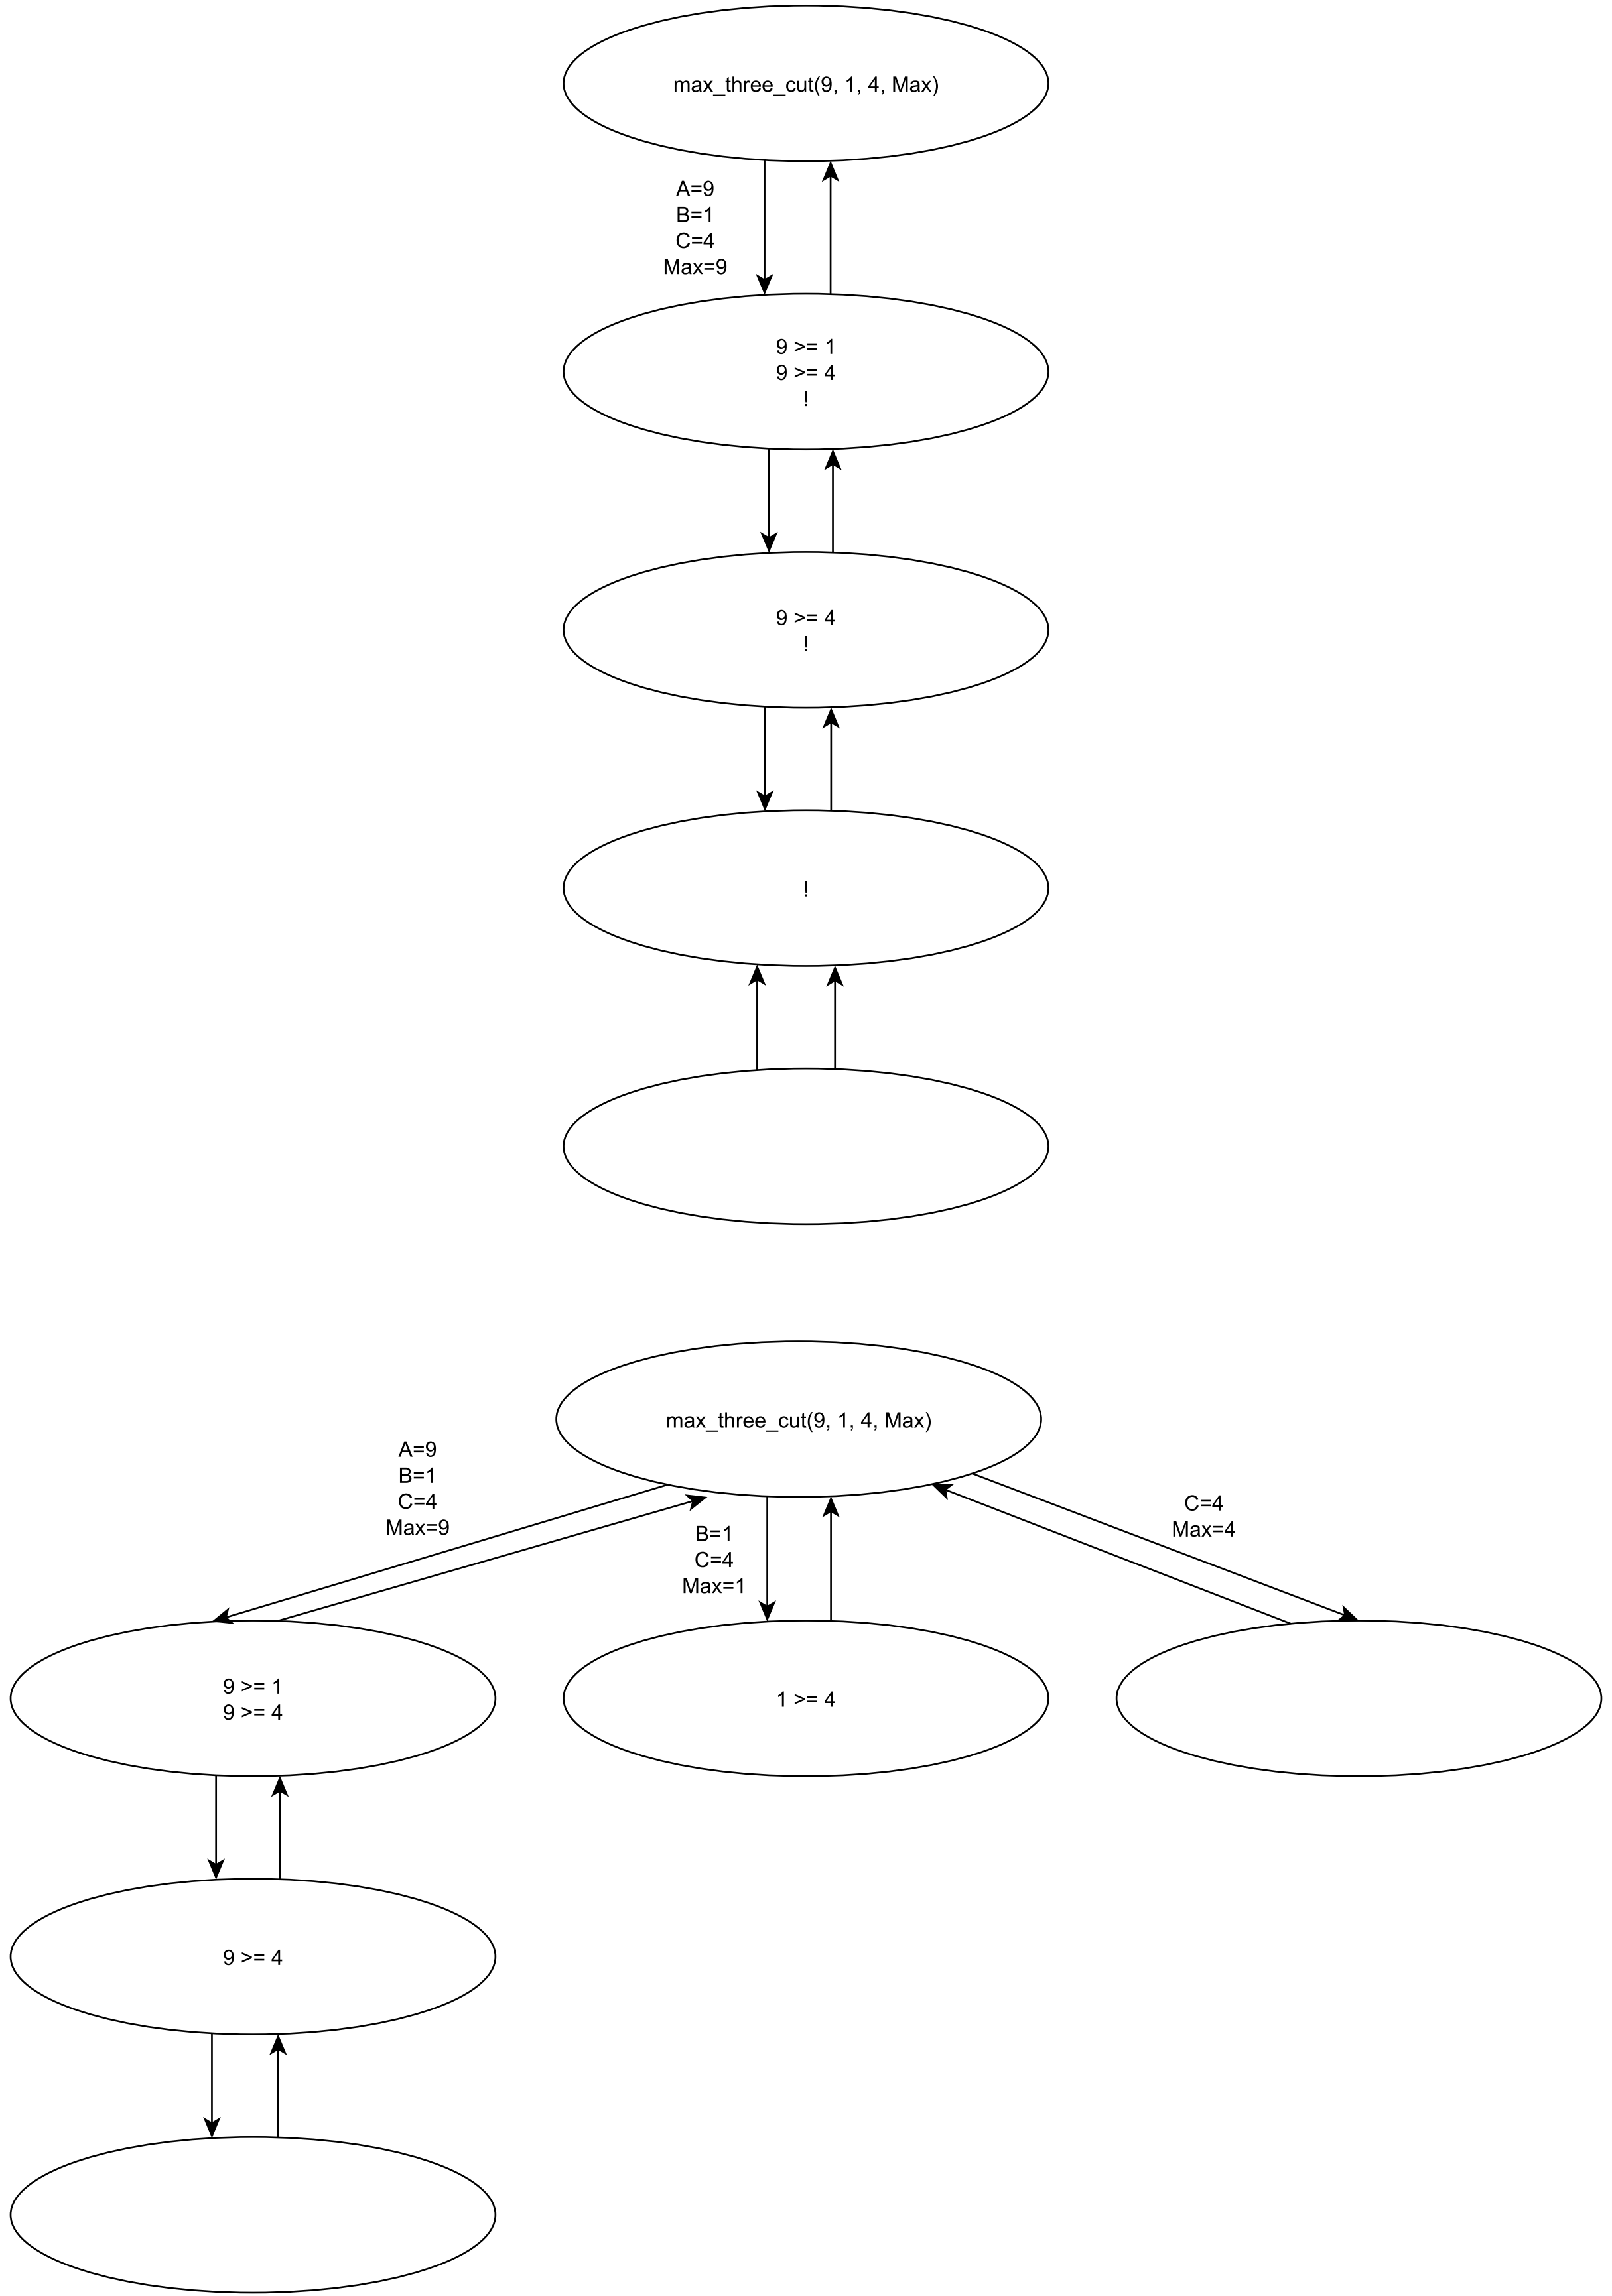 max_three_cut(9, 1, 4, Max)
A=9
B=1
C=4
Max=9
9 >= 1
9 >= 4
!
9 >= 4
!
!
max_three_cut(9, 1, 4, Max)
A=9
B=1
C=4
Max=9
B=1
C=4
Max=1
C=4
Max=4
9 >= 1
9 >= 4
1 >= 4
9 >= 4